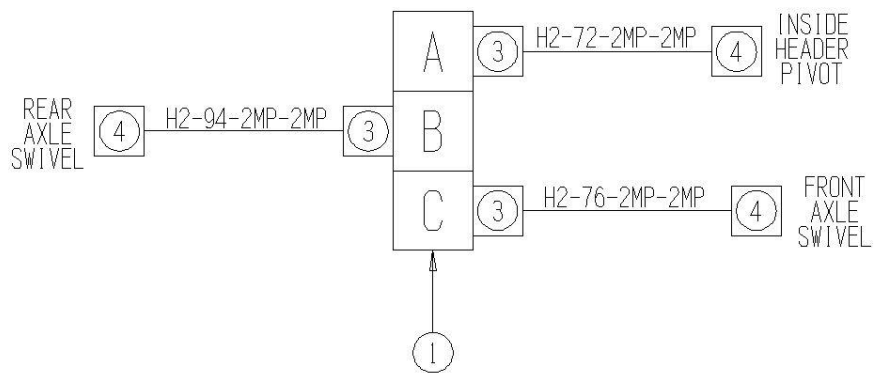 A
3
H2-72-2MP-2MP
4
INSIDE
HEADER
PIVOT
REAR
AXLE
SWIVEL
4
H2-94-2MP-2MP
3
B
C
3
H2-76-2MP-2MP
4
FRONT
AXLE
SWIVEL
1